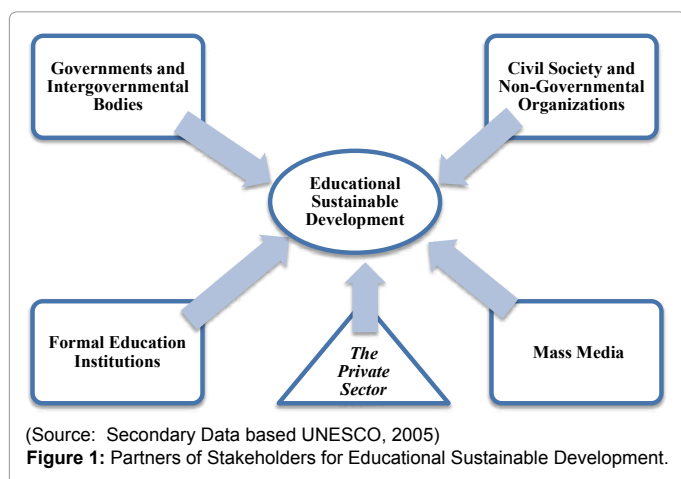 Governments and
Intergovernmental
Bodies
Civil Society and
Non-Governmental
Organizations
Educational
Sustainable
Development
Formal Education
Institutions
The
Private
Sector
Mass Media
(Source:  Secondary Data based UNESCO, 2005)
Figure 1: Partners of Stakeholders for Educational Sustainable Development.